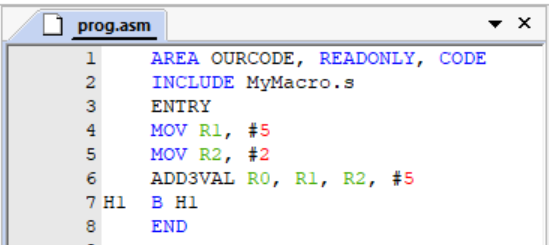 prog.asm
1 AREA OURCODE, READONLY, CODE
2 INCLUDE MyMacro.s
3 ENTRY
4 MOV R1, #5
5 MOV R2, #2
6 ADD3VAL R0, R1, R2, #5
7 H1 B H1
8 END